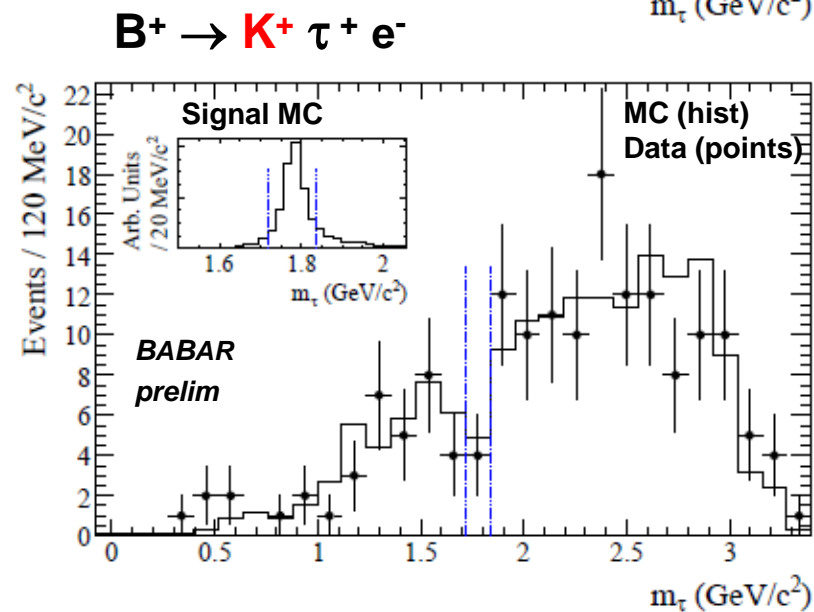 m_τ (GeV/c²)
B⁺ → K⁺ τ⁺ e⁻
Events / 120 MeV/c²
22
20
18
16
14
12
10
8
6
4
2
0
Signal MC
Arb. Units
/ 20 MeV/c²
1.6 1.8 2
m_τ (GeV/c²)
MC (hist)
Data (points)
BABAR
prelim
0 0.5 1 1.5 2 2.5 3
m_τ (GeV/c²)